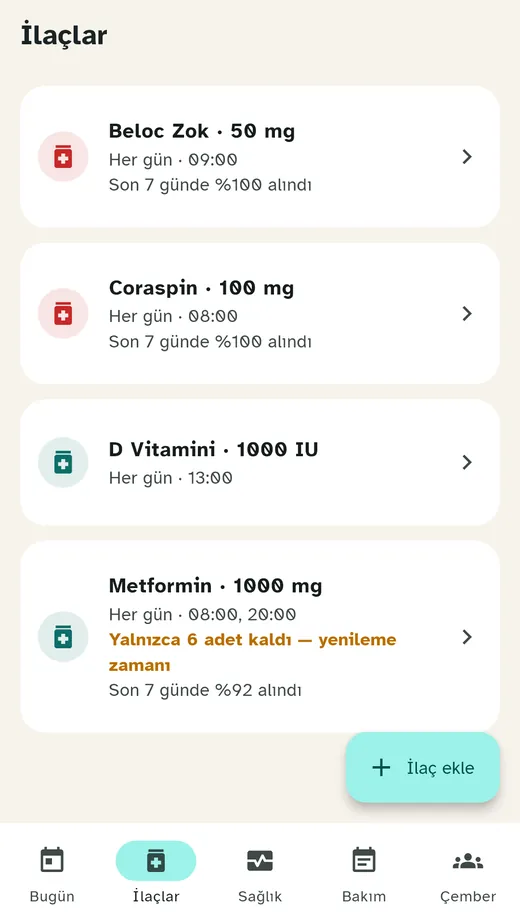 İlaçlar
Beloc Zok · 50 mg
Her gün · 09:00
Son 7 günde %100 alındı
Coraspin · 100 mg
Her gün · 08:00
Son 7 günde %100 alındı
D Vitamini · 1000 IU
Her gün · 13:00
Metformin · 1000 mg
Her gün · 08:00, 20:00
Yalnızca 6 adet kaldı — yenileme
zamanı
Son 7 günde %92 alındı
İlaç ekle
Bugün
İlaçlar
Sağlık
Bakım
Çember